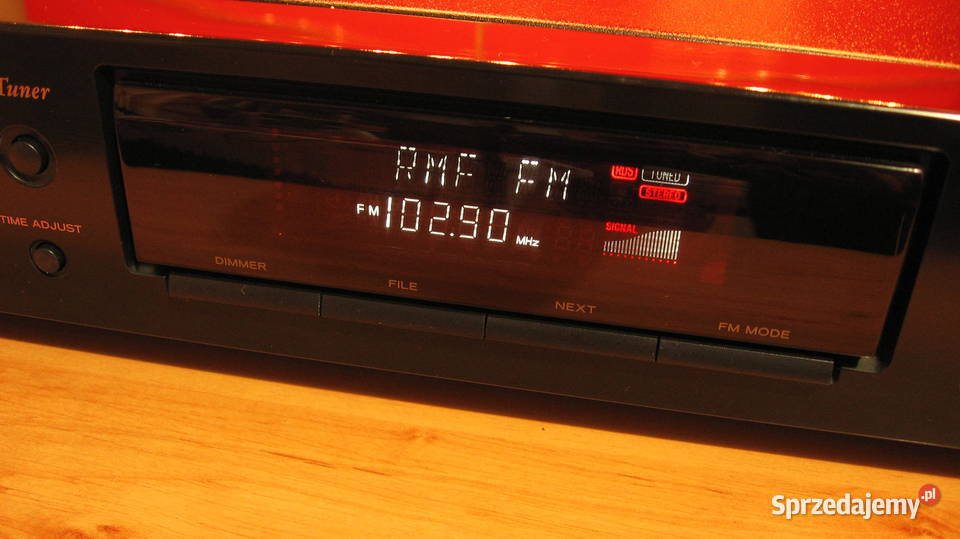 Tuner
RMF FM
RDS TUNED
STEREO
FM 102.90 MHz
SIGNAL
TIME ADJUST
DIMMER
FILE
NEXT
FM MODE
Sprzedajemy.pl